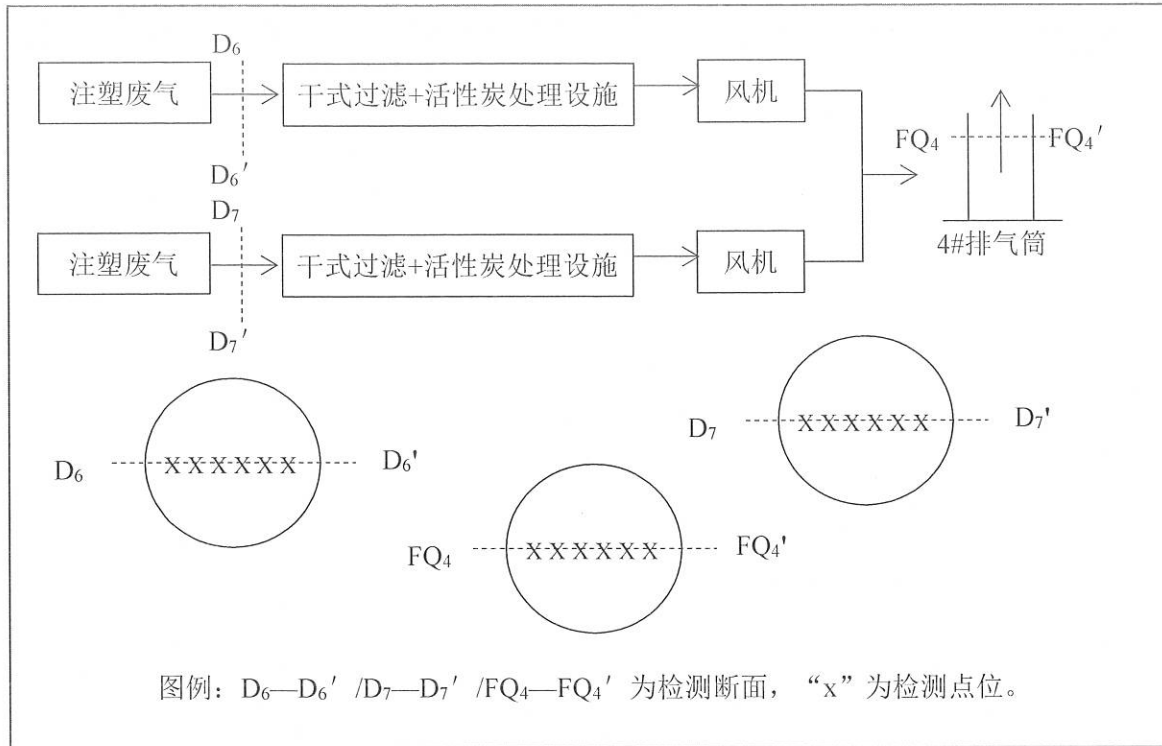 D₆
注塑废气 干式过滤+活性炭处理设施 风机
FQ₄ FQ₄′
D₆′
D₇
4#排气筒
注塑废气 干式过滤+活性炭处理设施 风机
D₇′
D₆ XXXXXX D₆'
D₇ XXXXXX D₇'
FQ₄ XXXXXX FQ₄'
图例：D₆—D₆′ /D₇—D₇′ /FQ₄—FQ₄′ 为检测断面，“x”为检测点位。